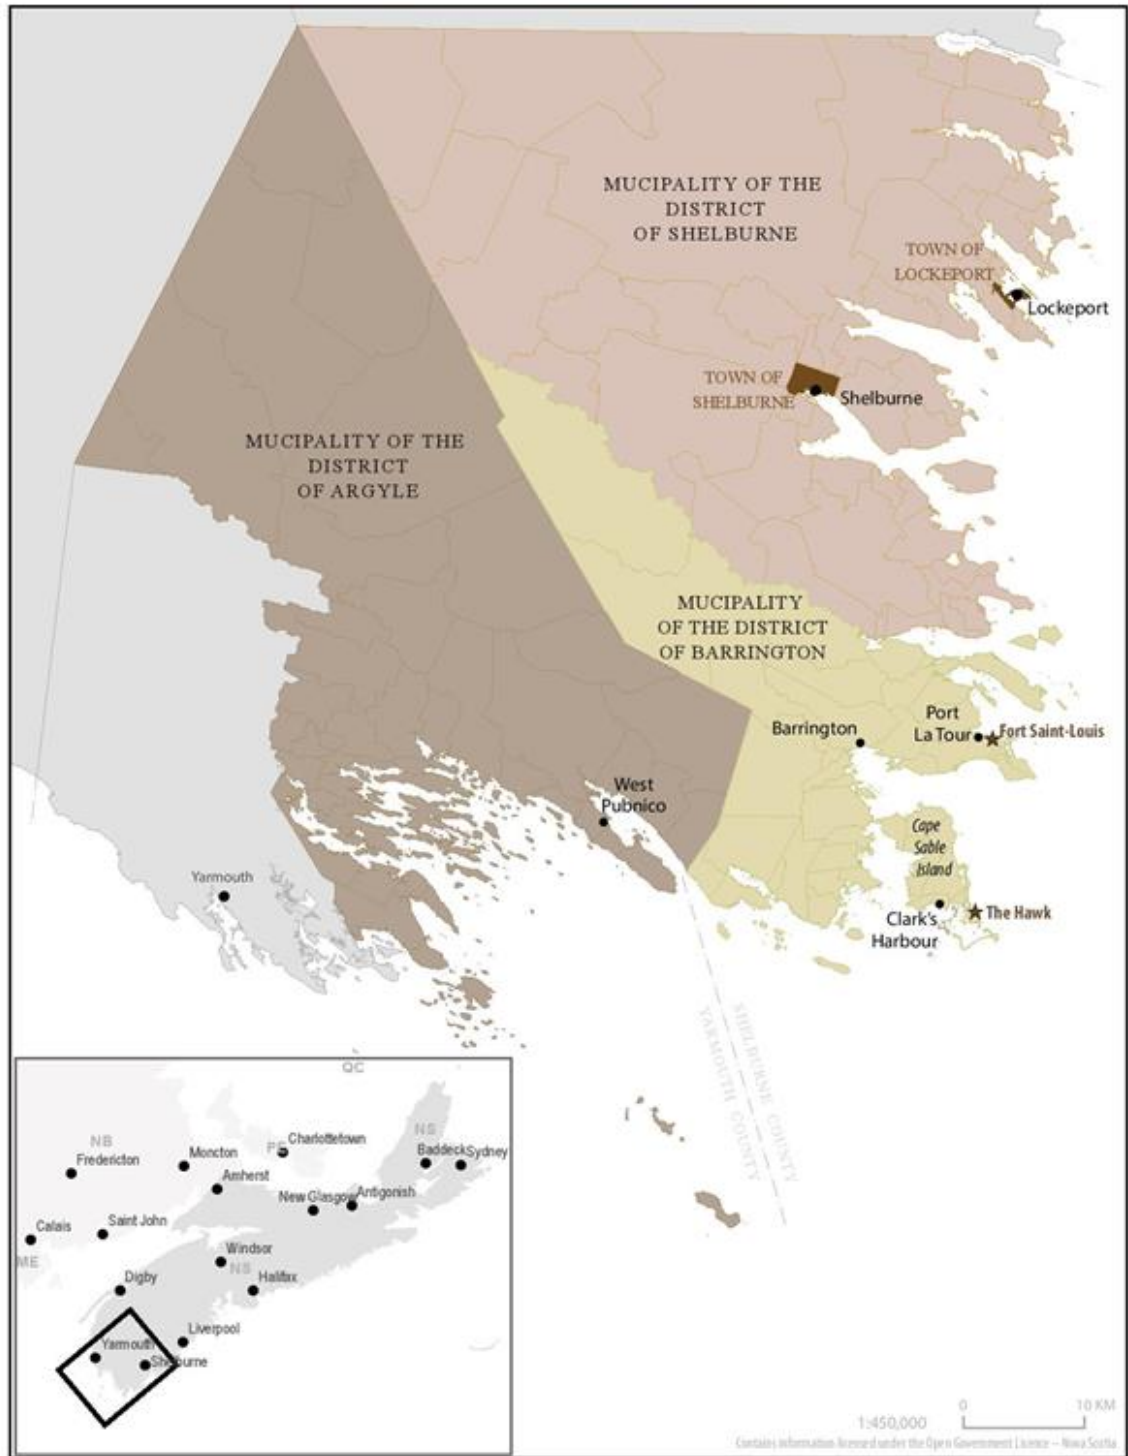 MUCIPALITY OF THE
DISTRICT
OF SHELBURNE
TOWN OF
LOCKEPORT
Lockeport
TOWN OF
SHELBURNE
Shelburne
MUCIPALITY OF THE
DISTRICT
OF ARGYLE
MUCIPALITY
OF THE DISTRICT
OF BARRINGTON
Barrington
Port
La Tour
Fort Saint-Louis
West
Pubnico
Cape
Sable
Island
Yarmouth
Clark's
Harbour
The Hawk
SHELBURNE COUNTY
YARMOUTH COUNTY
QC
NB
Fredericton
Moncton
PE
Charlottetown
NS
Baddeck
Sydney
Amherst
New Glasgow
Antigonish
Calais
Saint John
ME
Windsor
NS
Digby
Halifax
Liverpool
Yarmouth
Shelburne
0 10 KM
1:450,000
Contains information licensed under the Open Government Licence – Nova Scotia